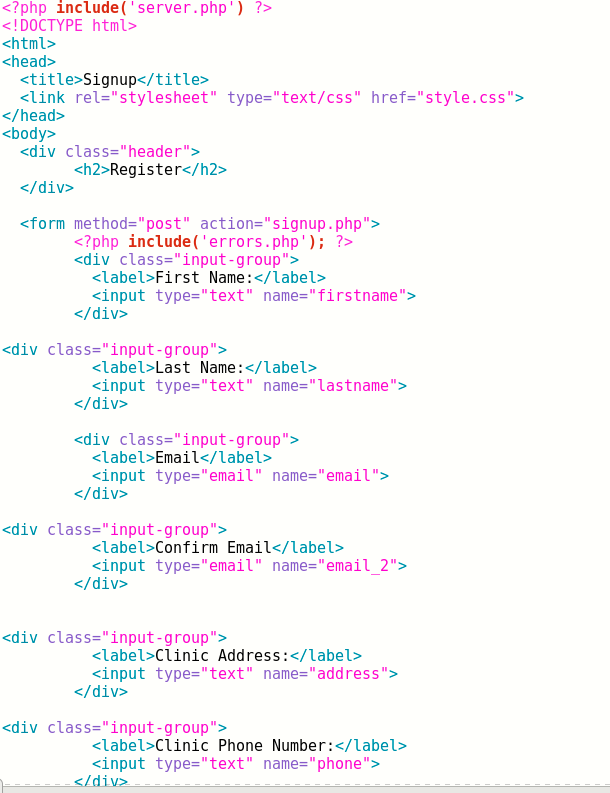 <?php include('server.php') ?>
<!DOCTYPE html>
<html>
<head>
  <title>Signup</title>
  <link rel="stylesheet" type="text/css" href="style.css">
</head>
<body>
  <div class="header">
        <h2>Register</h2>
  </div>

  <form method="post" action="signup.php">
        <?php include('errors.php'); ?>
        <div class="input-group">
          <label>First Name:</label>
          <input type="text" name="firstname">
        </div>

<div class="input-group">
          <label>Last Name:</label>
          <input type="text" name="lastname">
        </div>

        <div class="input-group">
          <label>Email</label>
          <input type="email" name="email">
        </div>

<div class="input-group">
          <label>Confirm Email</label>
          <input type="email" name="email_2">
        </div>


<div class="input-group">
          <label>Clinic Address:</label>
          <input type="text" name="address">
        </div>

<div class="input-group">
          <label>Clinic Phone Number:</label>
          <input type="text" name="phone">
        </div>